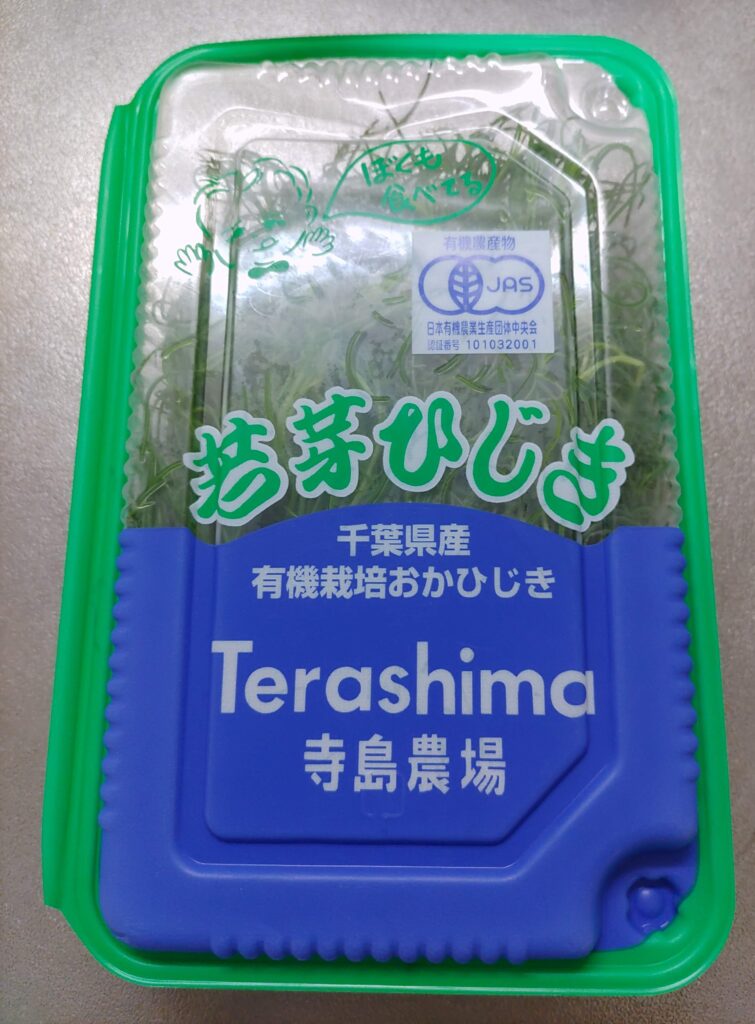 ぼくも
食べてる
有機農産物
JAS
日本有機農業生産団体中央会
認証番号 101032001
若芽ひじき
千葉県産
有機栽培おかひじき
Terashima
寺島農場